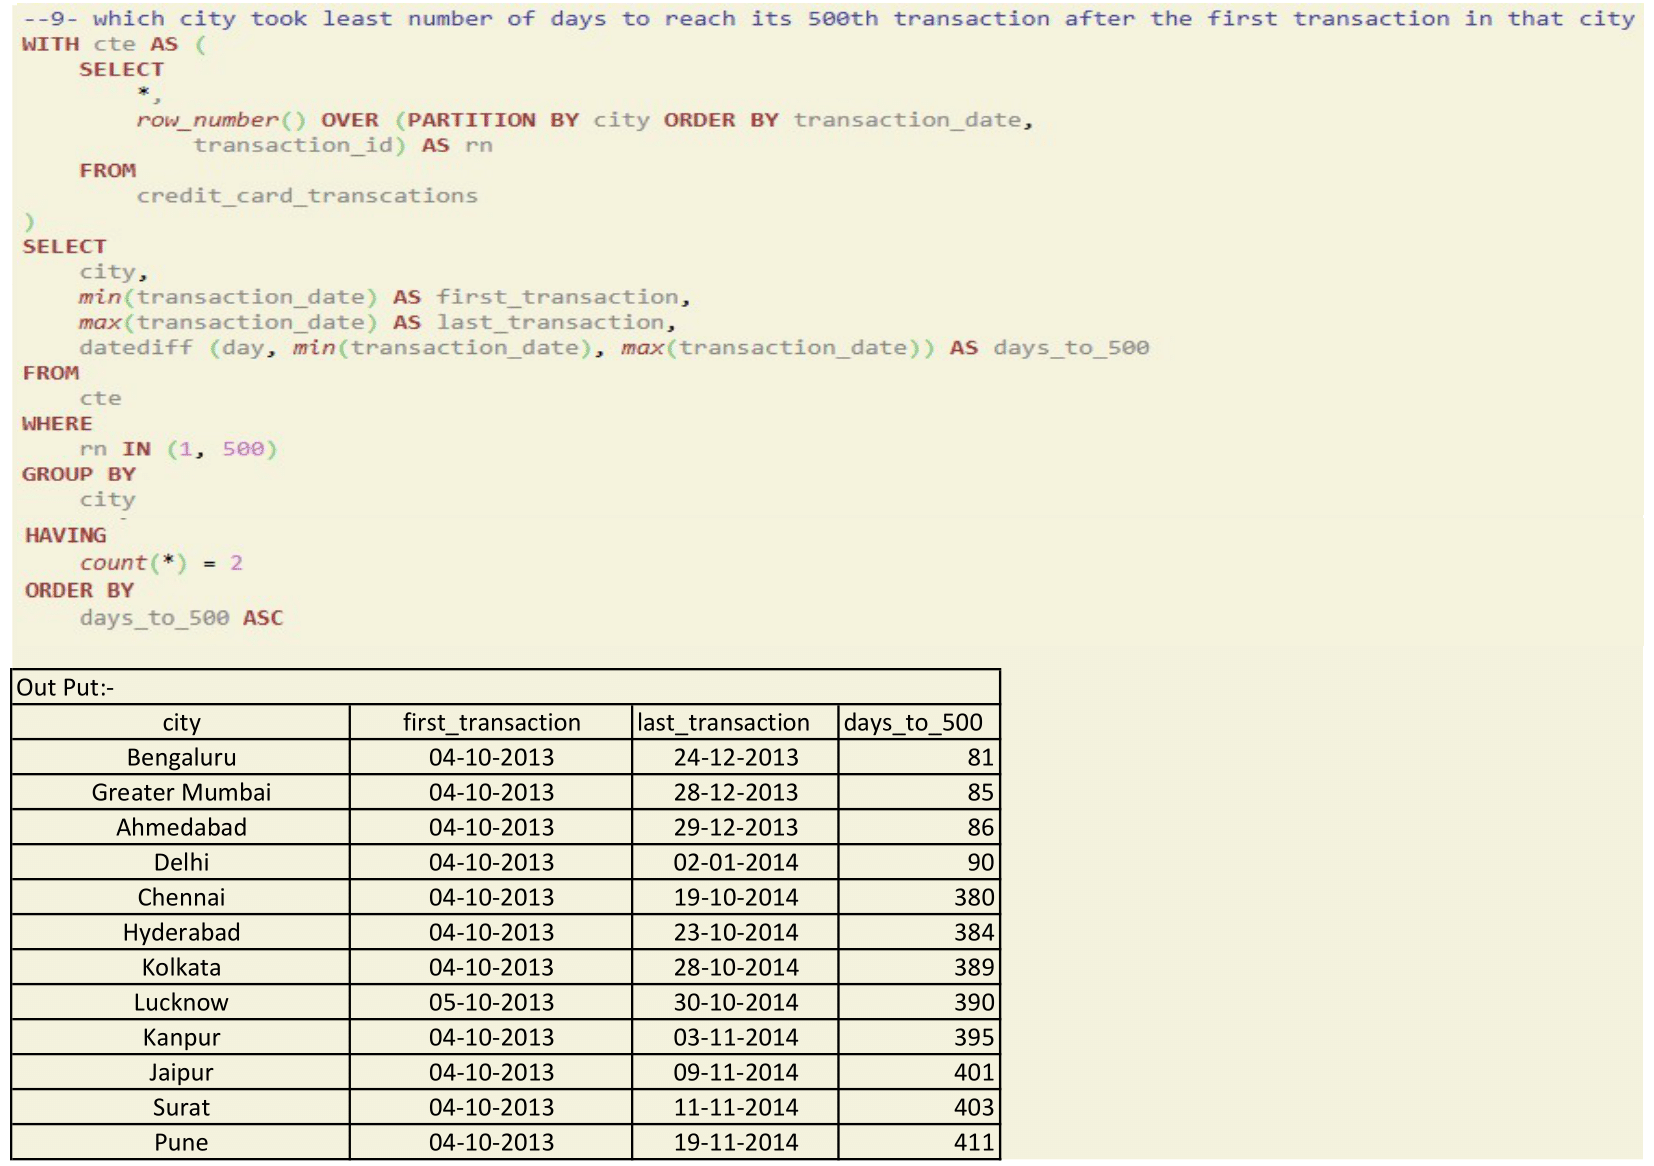 --9- which city took least number of days to reach its 500th transaction after the first transaction in that city
WITH cte AS (
SELECT
*,
row_number() OVER (PARTITION BY city ORDER BY transaction_date,
transaction_id) AS rn
FROM
credit_card_transcations
)
SELECT
city,
min(transaction_date) AS first_transaction,
max(transaction_date) AS last_transaction,
datediff (day, min(transaction_date), max(transaction_date)) AS days_to_500
FROM
cte
WHERE
rn IN (1, 500)
GROUP BY
city
HAVING
count(*) = 2
ORDER BY
days_to_500 ASC
Out Put:-
city first_transaction last_transaction days_to_500
Bengaluru 04-10-2013 24-12-2013 81
Greater Mumbai 04-10-2013 28-12-2013 85
Ahmedabad 04-10-2013 29-12-2013 86
Delhi 04-10-2013 02-01-2014 90
Chennai 04-10-2013 19-10-2014 380
Hyderabad 04-10-2013 23-10-2014 384
Kolkata 04-10-2013 28-10-2014 389
Lucknow 05-10-2013 30-10-2014 390
Kanpur 04-10-2013 03-11-2014 395
Jaipur 04-10-2013 09-11-2014 401
Surat 04-10-2013 11-11-2014 403
Pune 04-10-2013 19-11-2014 411